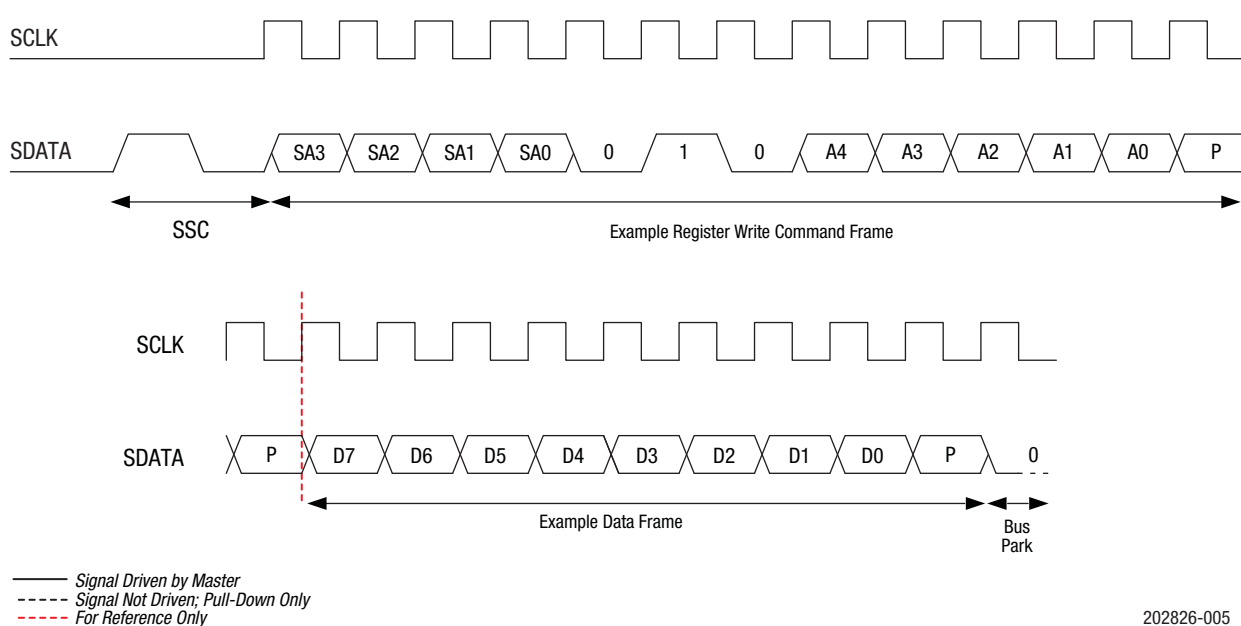 SCLK
SDATA SA3 SA2 SA1 SA0 0 1 0 A4 A3 A2 A1 A0 P
SSC Example Register Write Command Frame
SCLK
SDATA P D7 D6 D5 D4 D3 D2 D1 D0 P 0
Example Data Frame Bus
Park
Signal Driven by Master
Signal Not Driven; Pull-Down Only
For Reference Only 202826-005